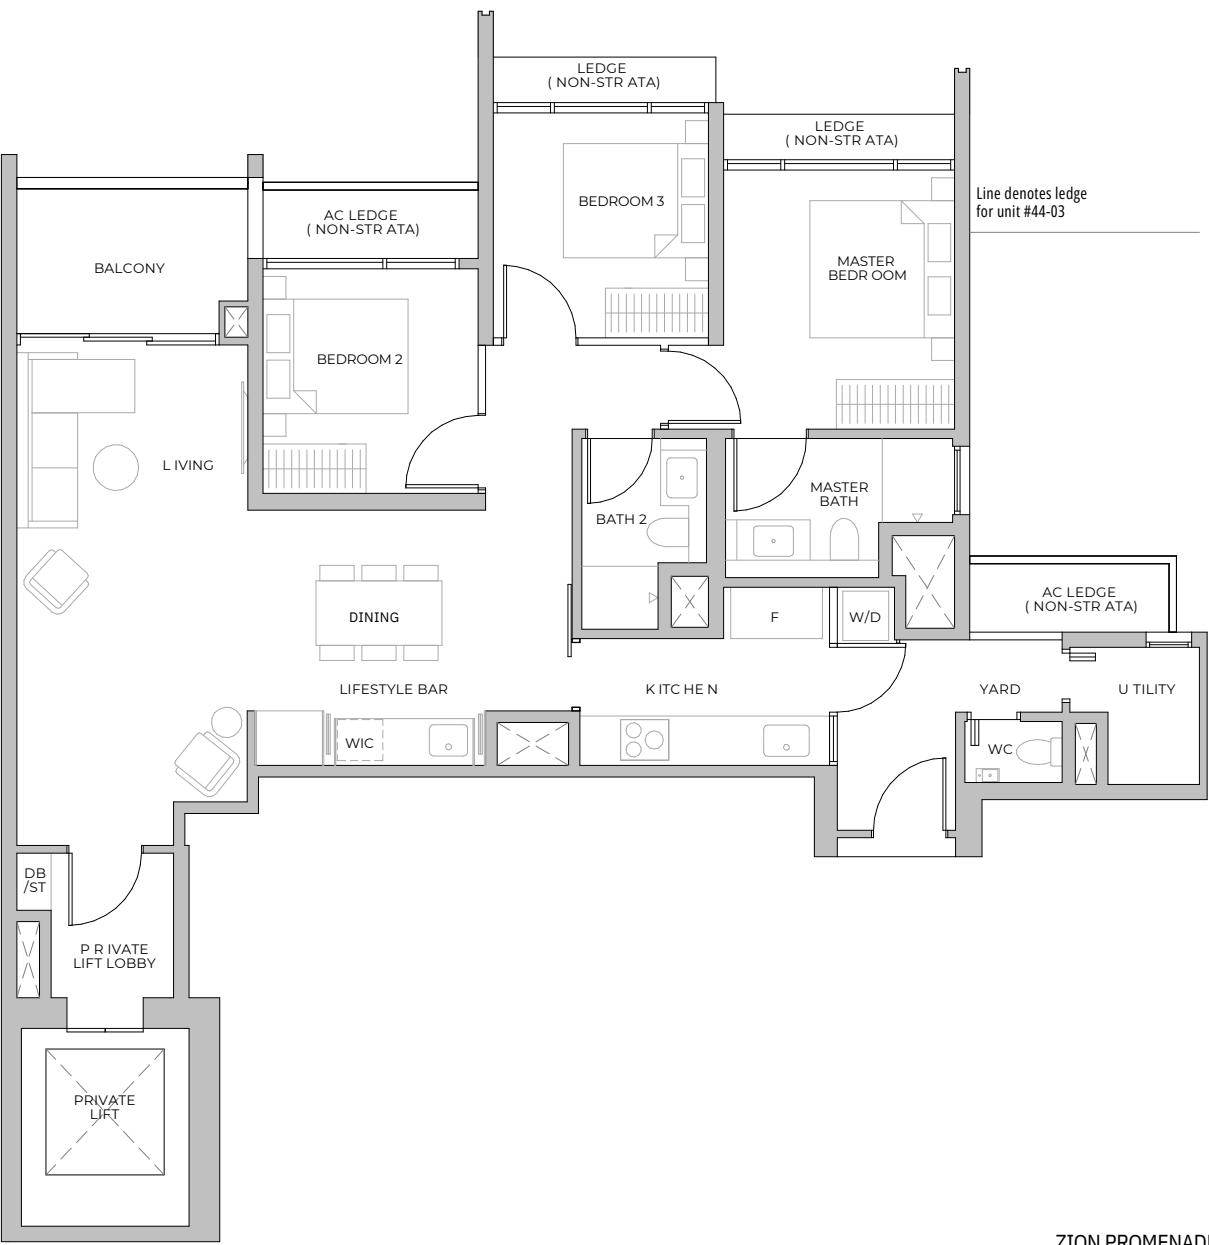 LEDGE
( NON-STR ATA)
LEDGE
( NON-STR ATA)
Line denotes ledge
for unit #44-03
BEDROOM 3
AC LEDGE
( NON-STR ATA)
BALCONY
MASTER
BEDR OOM
BEDROOM 2
L IVING
MASTER
BATH
BATH 2
AC LEDGE
( NON-STR ATA)
DINING
F
W/D
LIFESTYLE BAR
K ITC HE N
YARD
U TILITY
WIC
WC
DB
/ST
P R IVATE
LIFT LOBBY
PRIVATE
LIFT
ZION PROMENAD